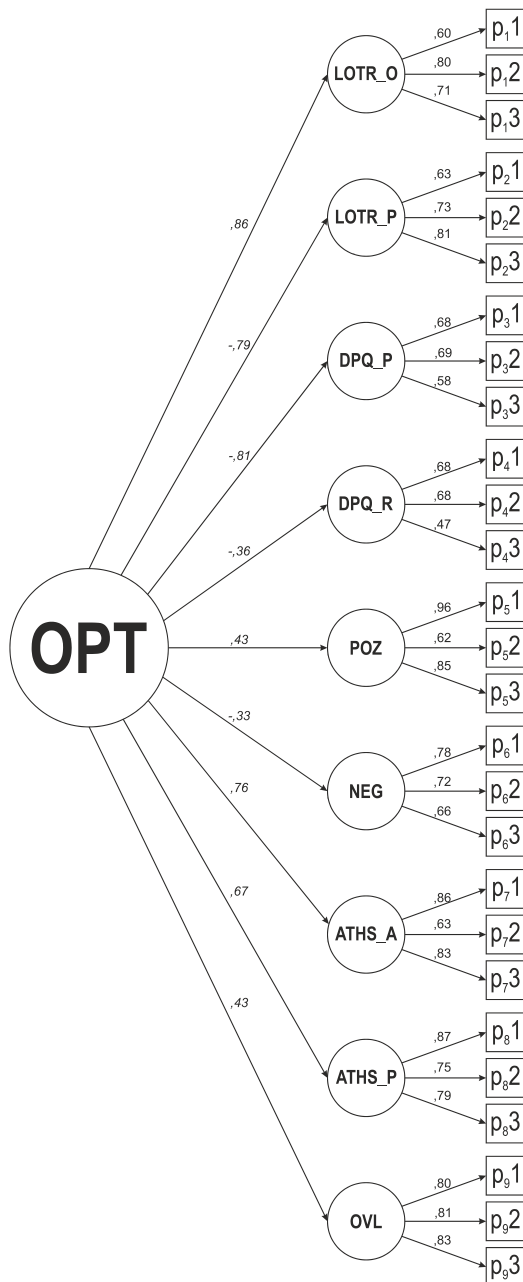 ,60
p₁1
LOTR_O
,80
p₁2
,71
p₁3
,86
,63
p₂1
LOTR_P
,73
p₂2
,81
p₂3
-,79
,68
p₃1
DPQ_P
,69
p₃2
,58
p₃3
-,81
,68
p₄1
DPQ_R
,68
p₄2
,47
p₄3
-,36
OPT
,43
,96
p₅1
POZ
,62
p₅2
,85
p₅3
-,33
,78
p₆1
NEG
,72
p₆2
,66
p₆3
,76
,86
p₇1
ATHS_A
,63
p₇2
,83
p₇3
,67
,87
p₈1
ATHS_P
,75
p₈2
,79
p₈3
,43
,80
p₉1
OVL
,81
p₉2
,83
p₉3